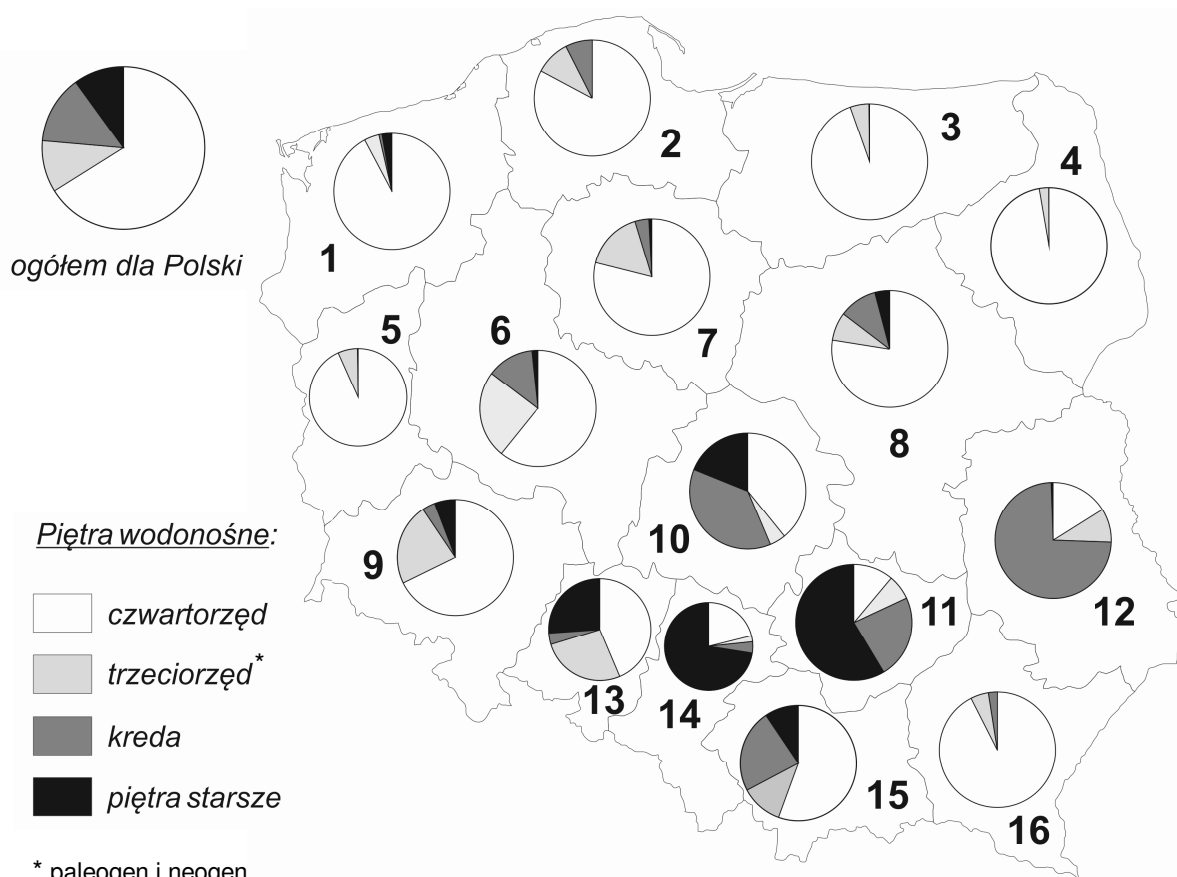 ogółem dla Polski
1
2
3
4
5
6
7
8
9
10
11
12
13
14
15
16
Piętra wodonośne:
czwartorzęd
trzeciorzęd*
kreda
piętra starsze
* paleogen i neogen